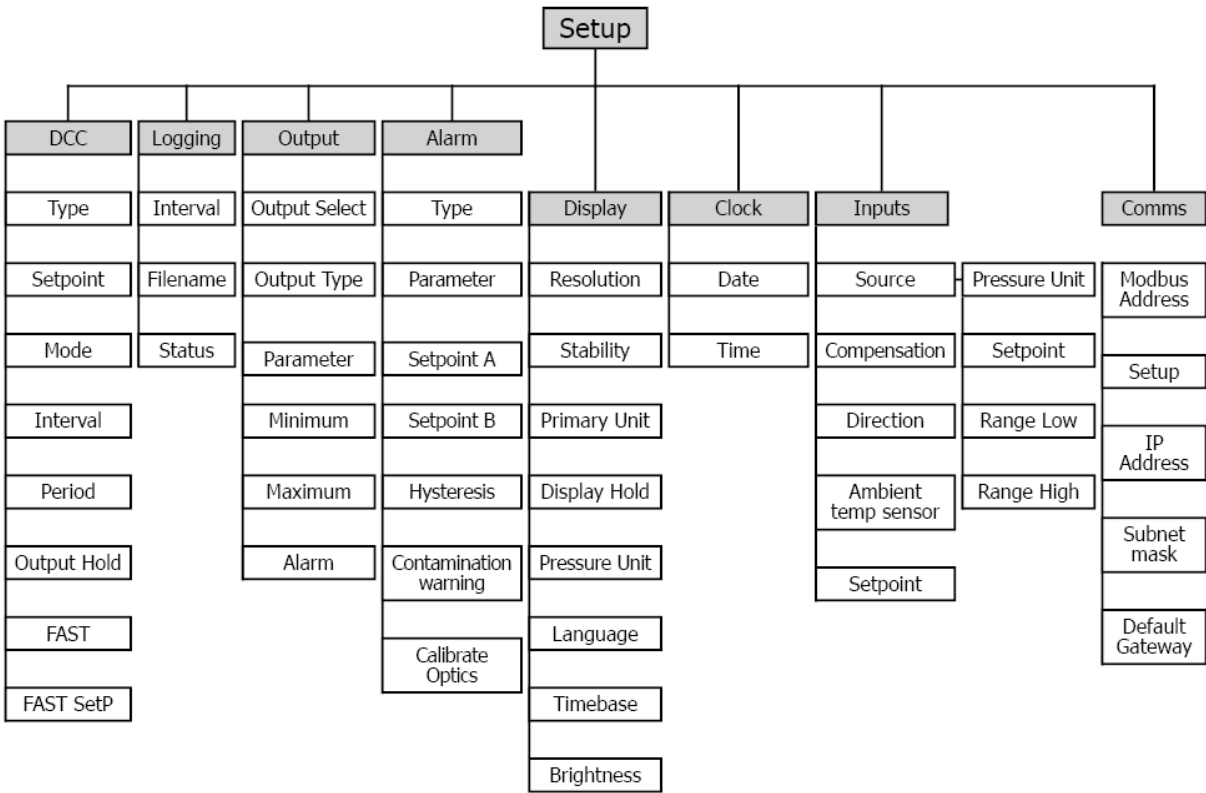 Setup
DCC
Type
Setpoint
Mode
Interval
Period
Output Hold
FAST
FAST SetP
Logging
Interval
Filename
Status
Output
Output Select
Output Type
Parameter
Minimum
Maximum
Alarm
Alarm
Type
Parameter
Setpoint A
Setpoint B
Hysteresis
Contamination
warning
Calibrate
Optics
Display
Resolution
Stability
Primary Unit
Display Hold
Pressure Unit
Language
Timebase
Brightness
Clock
Date
Time
Inputs
Source
Compensation
Direction
Ambient
temp sensor
Setpoint
Pressure Unit
Setpoint
Range Low
Range High
Comms
Modbus
Address
Setup
IP
Address
Subnet
mask
Default
Gateway